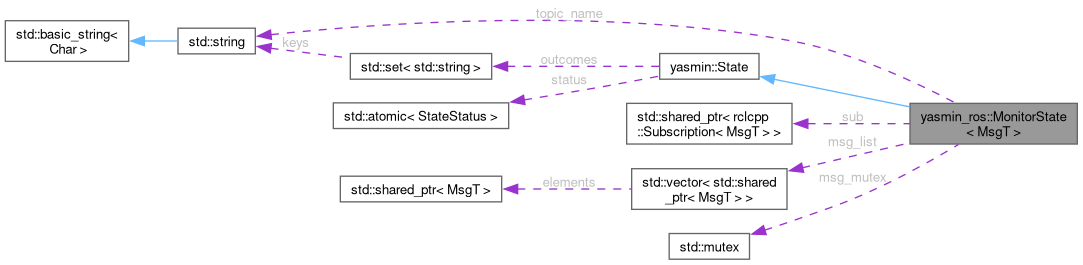 topic_name
std::basic_string<
Char >
std::string
keys
std::set< std::string >
outcomes
status
yasmin::State
std::atomic< StateStatus >
std::shared_ptr< rclcpp
::Subscription< MsgT > >
sub
yasmin_ros::MonitorState
< MsgT >
msg_list
msg_mutex
std::shared_ptr< MsgT >
elements
std::vector< std::shared
_ptr< MsgT > >
std::mutex